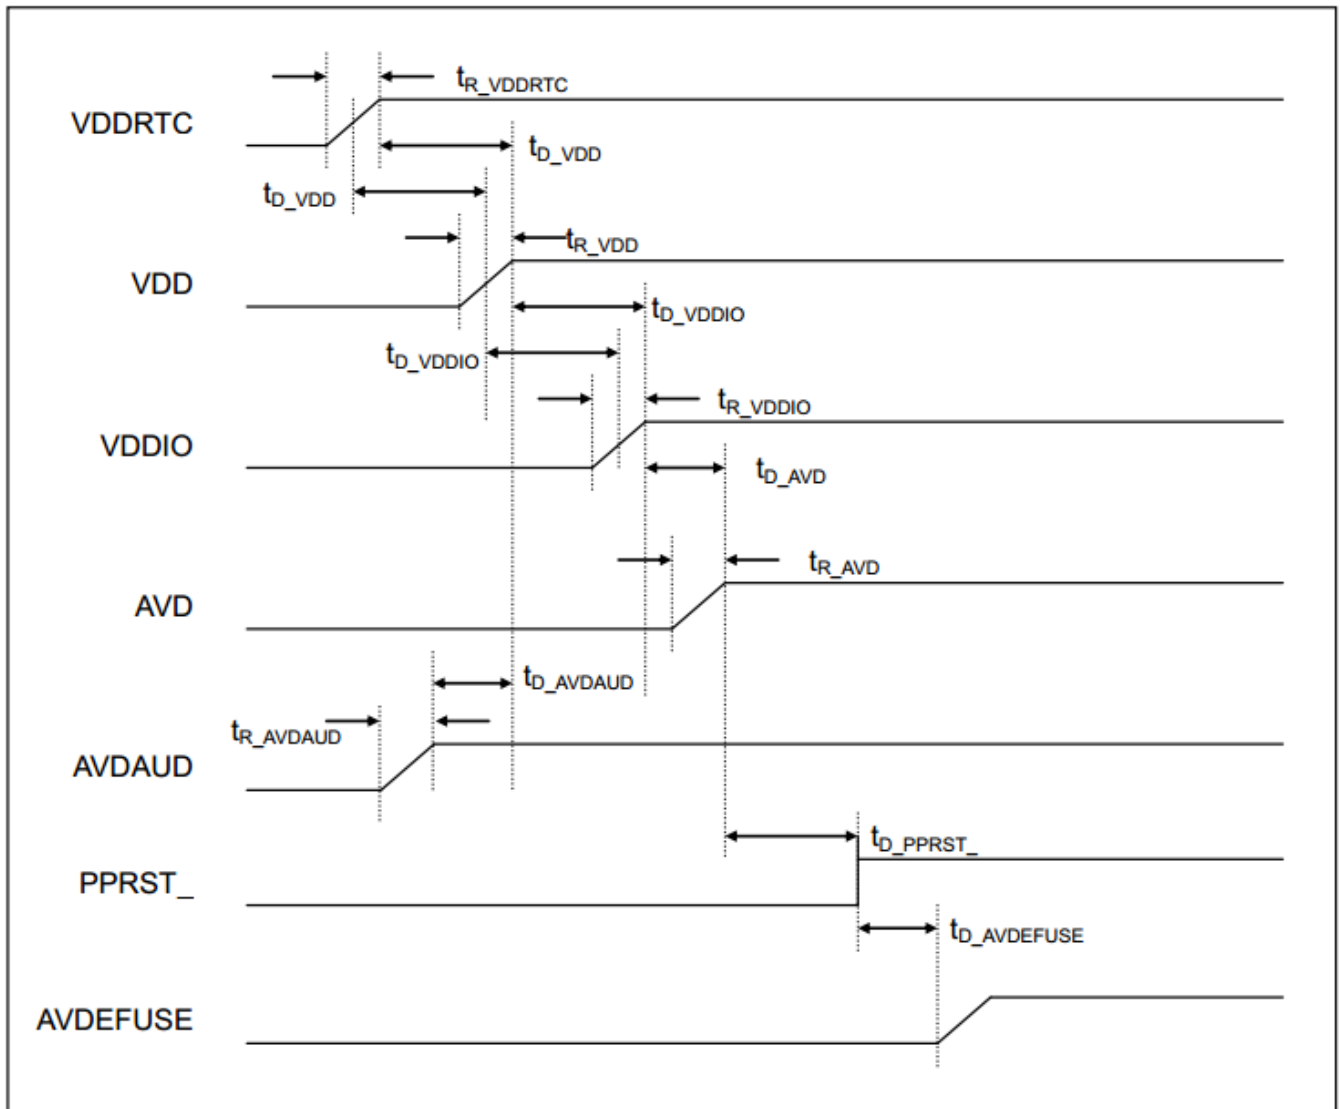 tR_VDDRTC
VDDRTC
tD_VDD
tD_VDD
tR_VDD
VDD
tD_VDDIO
tD_VDDIO
tR_VDDIO
VDDIO
tD_AVD
tR_AVD
AVD
tD_AVDAUD
tR_AVDAUD
AVDAUD
tD_PPRST_
PPRST_
tD_AVDEFUSE
AVDEFUSE